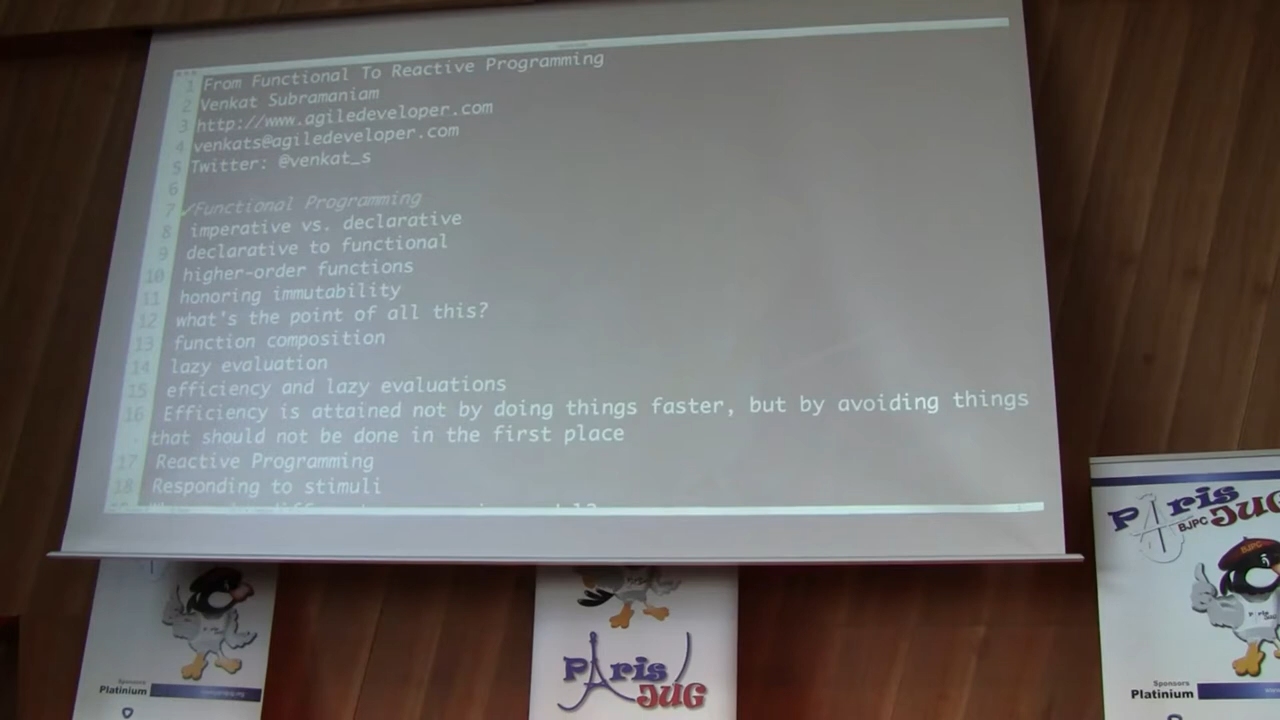 1 From Functional To Reactive Programming
2 Venkat Subramaniam
3 http://www.agiledeveloper.com
4 venkats@agiledeveloper.com
5 Twitter: @venkat_s
6
7 ✓Functional Programming
8 imperative vs. declarative
9 declarative to functional
10 higher-order functions
11 honoring immutability
12 what's the point of all this?
13 function composition
14 lazy evaluation
15 efficiency and lazy evaluations
16 Efficiency is attained not by doing things faster, but by avoiding things
that should not be done in the first place
17 Reactive Programming
18 Responding to stimuli
Paris
BJPC JUG
BJPC
Sponsors
Platinium
Paris
JUG
Sponsors
Platinium